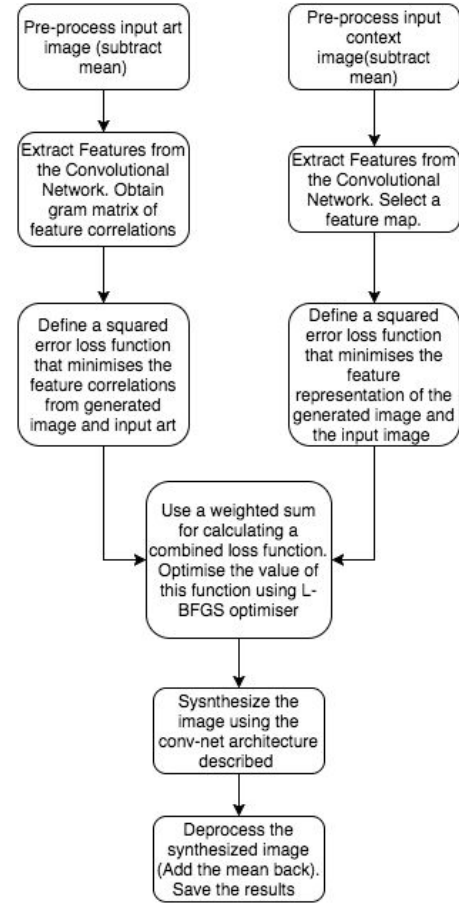 Pre-process input art
image (subtract
mean)
Pre-process input
context
image(subtract
mean)
Extract Features from
the Convolutional
Network. Obtain
gram matrix of
feature correlations
Extract Features from
the Convolutional
Network. Select a
feature map.
Define a squared
error loss function
that minimises the
feature correlations
from generated
image and input art
Define a squared
error loss function
that minimises the
feature
representation of the
generated image and
the input image
Use a weighted sum
for calculating a
combined loss function.
Optimise the value of
this function using L-
BFGS optimiser
Sysnthesize the
image using the
conv-net architecture
described
Deprocess the
synthesized image
(Add the mean back).
Save the results